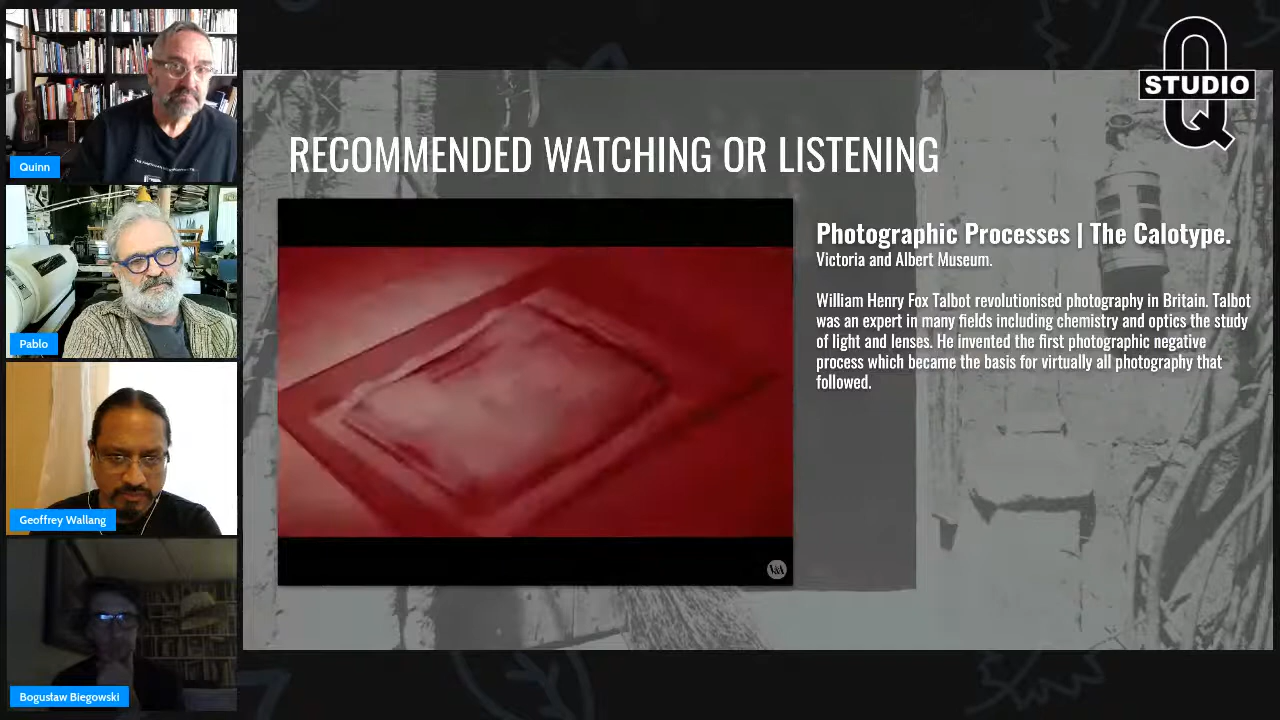 STUDIO
Q
RECOMMENDED WATCHING OR LISTENING
Photographic Processes | The Calotype.
Victoria and Albert Museum.
William Henry Fox Talbot revolutionised photography in Britain. Talbot
was an expert in many fields including chemistry and optics the study
of light and lenses. He invented the first photographic negative
process which became the basis for virtually all photography that
followed.
V&A
Quinn
Pablo
Geoffrey Wallang
Bogusław Biegowski